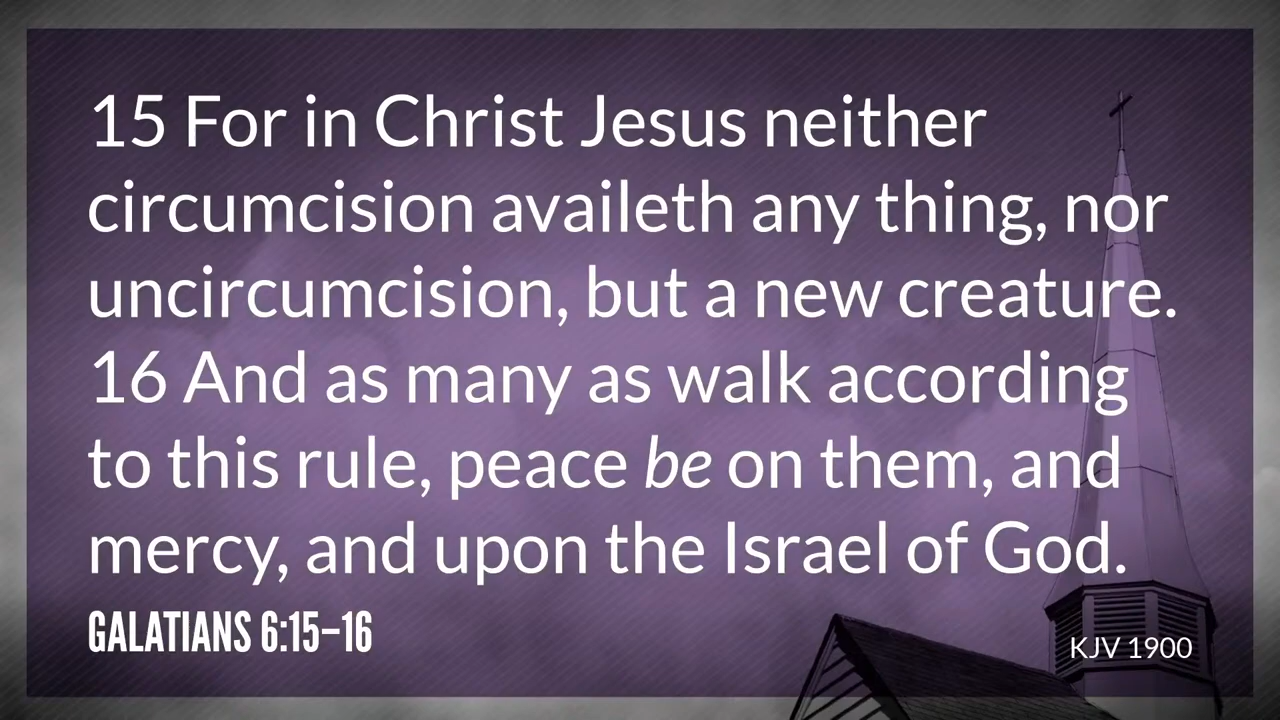 15 For in Christ Jesus neither
circumcision availeth any thing, nor
uncircumcision, but a new creature.
16 And as many as walk according
to this rule, peace be on them, and
mercy, and upon the Israel of God.
GALATIANS 6:15–16
KJV 1900